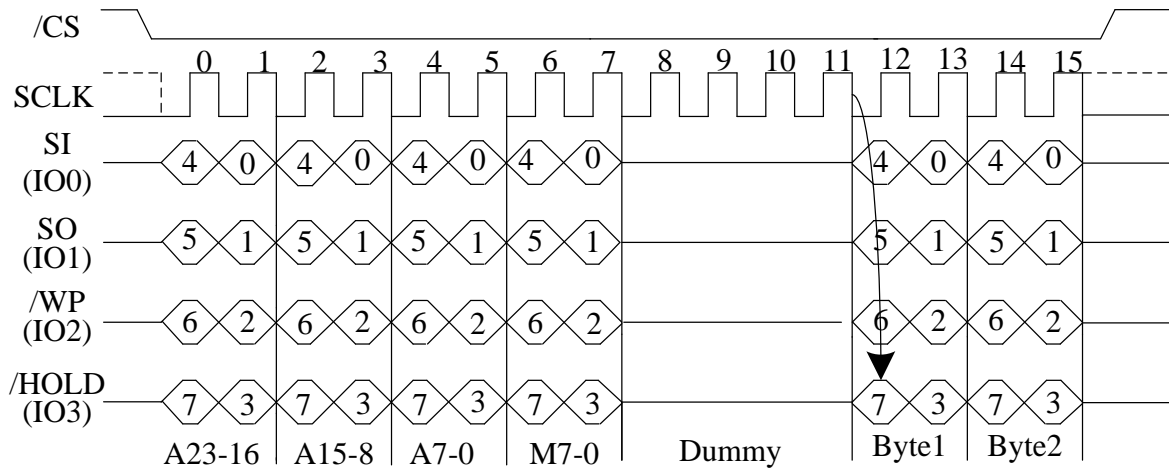 /CS
0 1 2 3 4 5 6 7 8 9 10 11 12 13 14 15
SCLK
SI
(IO0)
4 0 4 0 4 0 4 0 4 0 4 0
SO
(IO1)
5 1 5 1 5 1 5 1 5 1 5 1
/WP
(IO2)
6 2 6 2 6 2 6 2 6 2 6 2
/HOLD
(IO3)
7 3 7 3 7 3 7 3 7 3 7 3
A23-16 A15-8 A7-0 M7-0 Dummy Byte1 Byte2